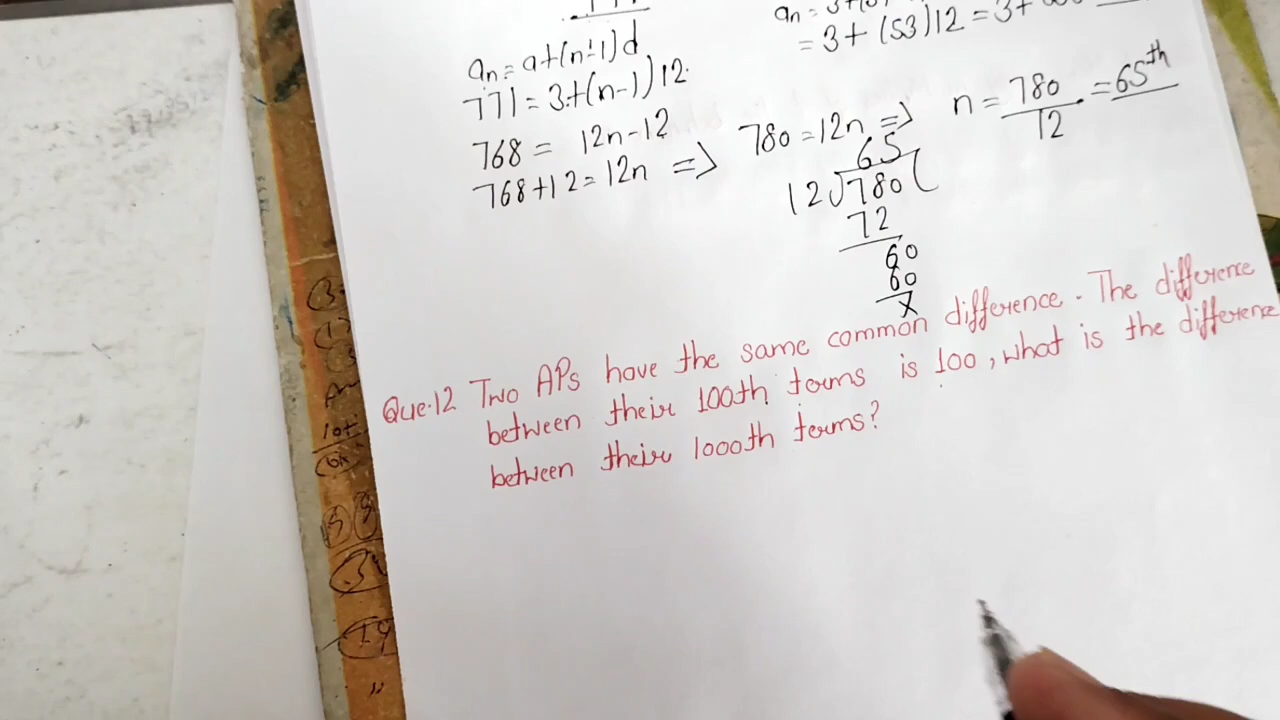 = 3 + (53)12 = 3+
aₙ = a+(n-1)d
771 = 3+(n-1)12
768 = 12n-12
768+12 = 12n => 780 = 12n => n = 780/12 = 65th
65
12)780(
72
60
60
x
Que.12 Two APs have the same common difference. The difference
between their 100th terms is 100, what is the difference
between their 1000th terms?